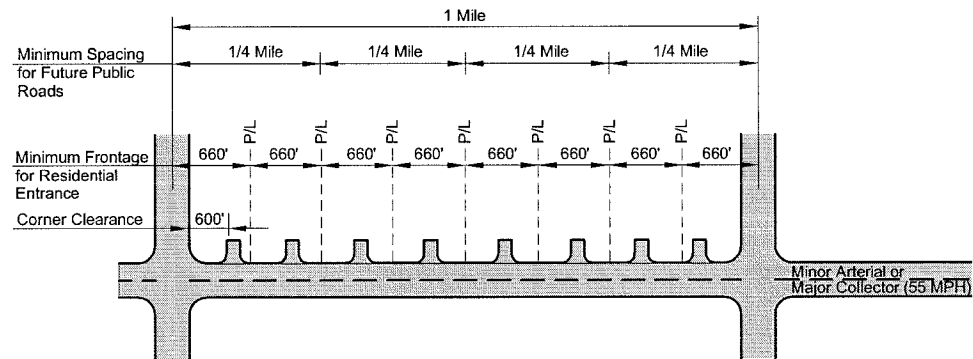 1 Mile
Minimum Spacing
for Future Public
Roads
1/4 Mile
1/4 Mile
1/4 Mile
1/4 Mile
P/L
P/L
P/L
P/L
P/L
P/L
P/L
Minimum Frontage
for Residential
Entrance
660'
660'
660'
660'
660'
660'
660'
660'
Corner Clearance
600'
Minor Arterial or
Major Collector (55 MPH)